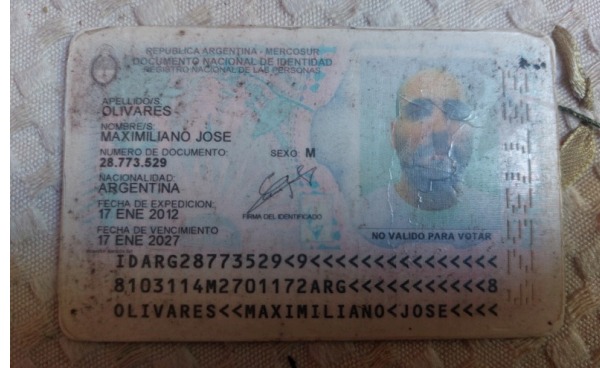 REPUBLICA ARGENTINA - MERCOSUR
DOCUMENTO NACIONAL DE IDENTIDAD
REGISTRO NACIONAL DE LAS PERSONAS
APELLIDO/S
OLIVARES
NOMBRE/S
MAXIMILIANO JOSE
NUMERO DE DOCUMENTO: SEXO M
28.773.529
NACIONALIDAD:
ARGENTINA
FECHA DE EXPEDICION:
17 ENE 2012
FIRMA DEL IDENTIFICADO
FECHA DE VENCIMIENTO
17 ENE 2027
NO VALIDO PARA VOTAR
IDARG28773529<9<<<<<<<<<<<<<<<
8103114M2701172ARG<<<<<<<<<<<8
OLIVARES<<MAXIMILIANO<JOSE<<<<